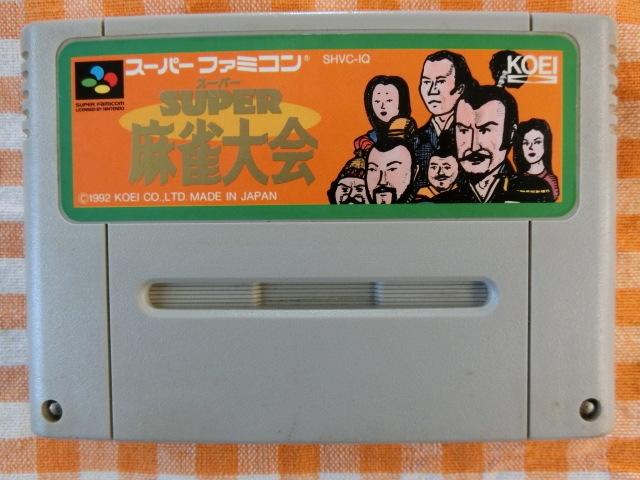 スーパーファミコン®
SHVC-IQ
KOEI
SUPER FAMICOM
LICENSED BY NINTENDO
スーパー
SUPER
麻雀大会
©1992 KOEI CO.,LTD. MADE IN JAPAN